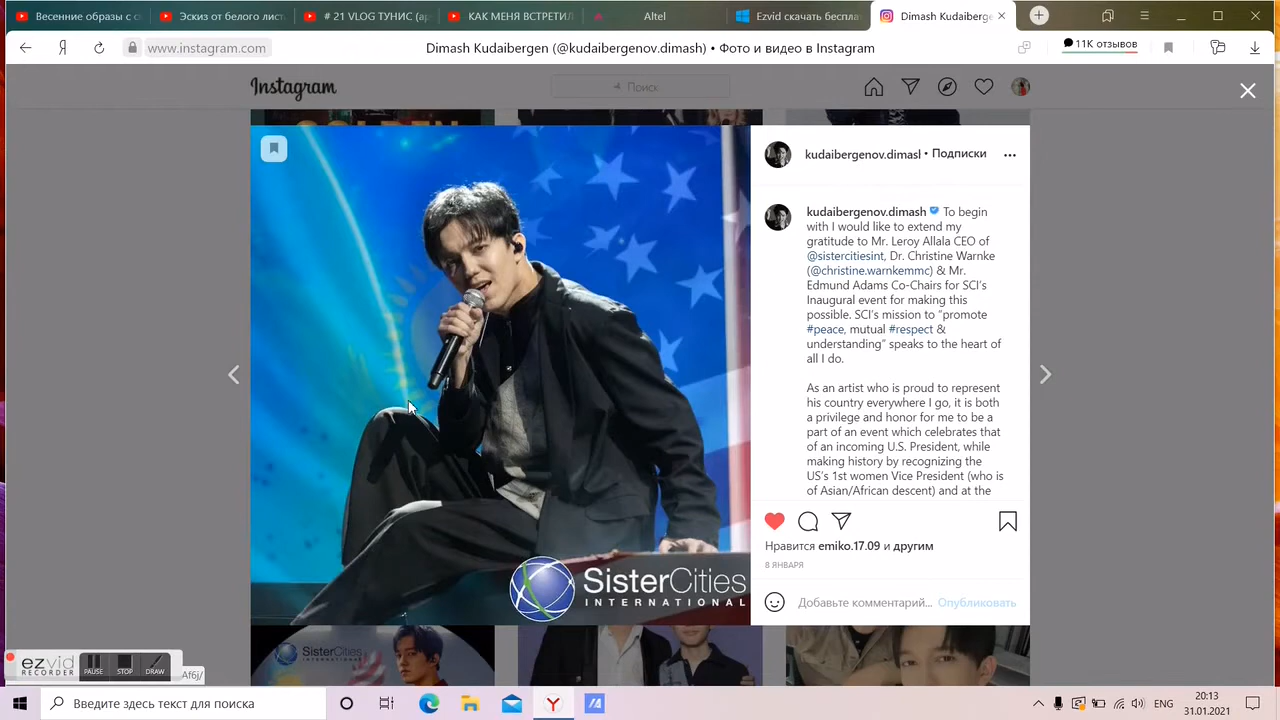 Весенние образы с о
Эскиз от белого лист
# 21 VLOG ТУНИС (ар
КАК МЕНЯ ВСТРЕТИЛ
Altel
Ezvid скачать беспла
Dimash Kudaiberge
Я
www.instagram.com
Dimash Kudaibergen (@kudaibergenov.dimash) • Фото и видео в Instagram
11К отзывов
Instagram
Поиск
kudaibergenov.dimasl • Подписки
kudaibergenov.dimash To begin
with I would like to extend my
gratitude to Mr. Leroy Allala CEO of
@sistercitiesint, Dr. Christine Warnke
(@christine.warnkemmc) & Mr.
Edmund Adams Co-Chairs for SCI's
Inaugural event for making this
possible. SCI's mission to "promote
#peace, mutual #respect &
understanding" speaks to the heart of
all I do.
As an artist who is proud to represent
his country everywhere I go, it is both
a privilege and honor for me to be a
part of an event which celebrates that
of an incoming U.S. President, while
making history by recognizing the
US's 1st women Vice President (who is
of Asian/African descent) and at the
SisterCities
INTERNATIONAL
Нравится emiko.17.09 и другим
8 ЯНВАРЯ
Добавьте комментарий... Опубликовать
SisterCities
INTERNATIONAL
ezvid
RECORDER
PAUSE
STOP
DRAW
Af6j/
Введите здесь текст для поиска
ENG
20:13
31.01.2021